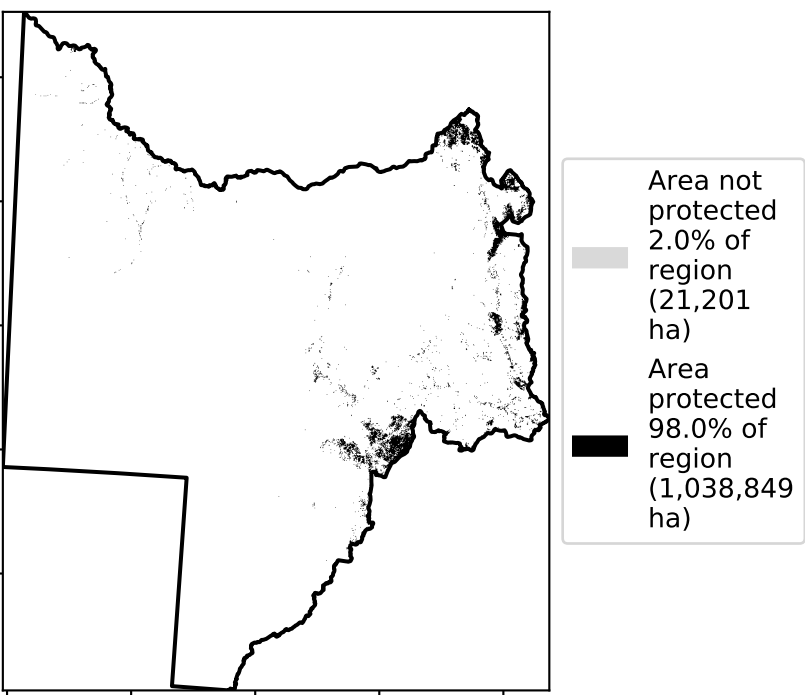 Area not
protected
2.0% of
region
(21,201
ha)
Area
protected
98.0% of
region
(1,038,849
ha)